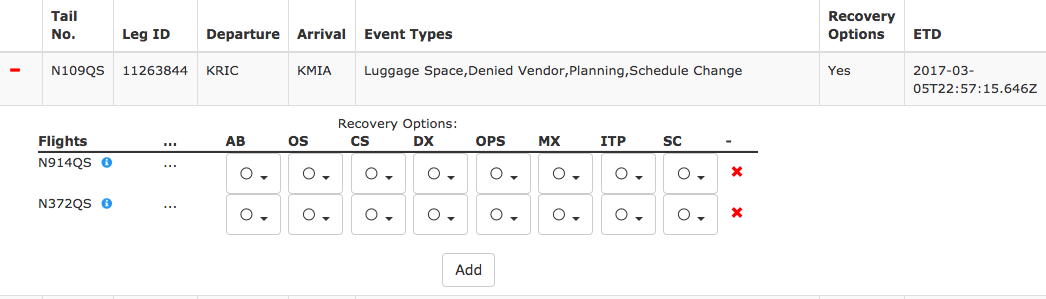 Tail No. Leg ID Departure Arrival Event Types Recovery Options ETD
N109QS 11263844 KRIC KMIA Luggage Space,Denied Vendor,Planning,Schedule Change Yes 2017-03-05T22:57:15.646Z
Recovery Options:
Flights ... AB OS CS DX OPS MX ITP SC -
N914QS ...
N372QS ...
Add